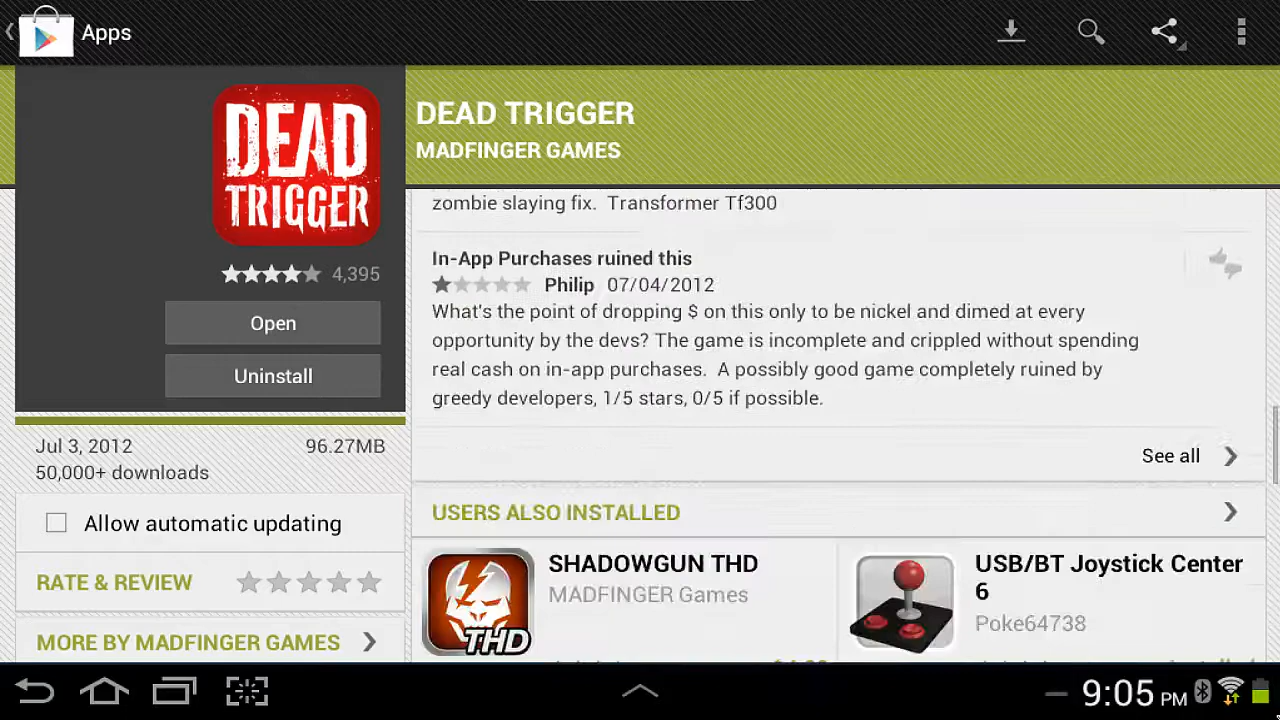 Apps
DEAD
TRIGGER
4,395
Open
Uninstall
Jul 3, 2012 96.27MB
50,000+ downloads
Allow automatic updating
RATE & REVIEW
MORE BY MADFINGER GAMES
DEAD TRIGGER
MADFINGER GAMES
zombie slaying fix. Transformer Tf300
In-App Purchases ruined this
Philip 07/04/2012
What's the point of dropping $ on this only to be nickel and dimed at every
opportunity by the devs? The game is incomplete and crippled without spending
real cash on in-app purchases. A possibly good game completely ruined by
greedy developers, 1/5 stars, 0/5 if possible.
See all
USERS ALSO INSTALLED
THD
SHADOWGUN THD
MADFINGER Games
USB/BT Joystick Center
6
Poke64738
9:05 PM